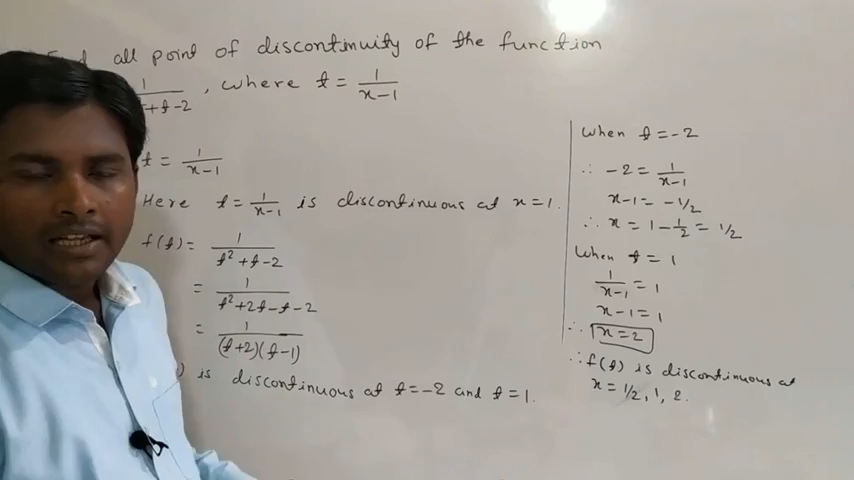 all point of discontinuity of the function
1/t-2, where t = 1/(x-1)
t = 1/(x-1)
Here t = 1/(x-1) is discontinuous at x=1.
f(t) = 1/(t²+t-2)
= 1/(t²+2t-t-2)
= 1/((t+2)(t-1))
is discontinuous at t=-2 and t=1.
When t=-2
∴ -2 = 1/(x-1)
x-1 = -1/2
∴ x = 1-1/2 = 1/2
When t=1
1/(x-1) = 1
x-1=1
∴ x=2
∴ f(t) is discontinuous at
x = 1/2, 1, 2.